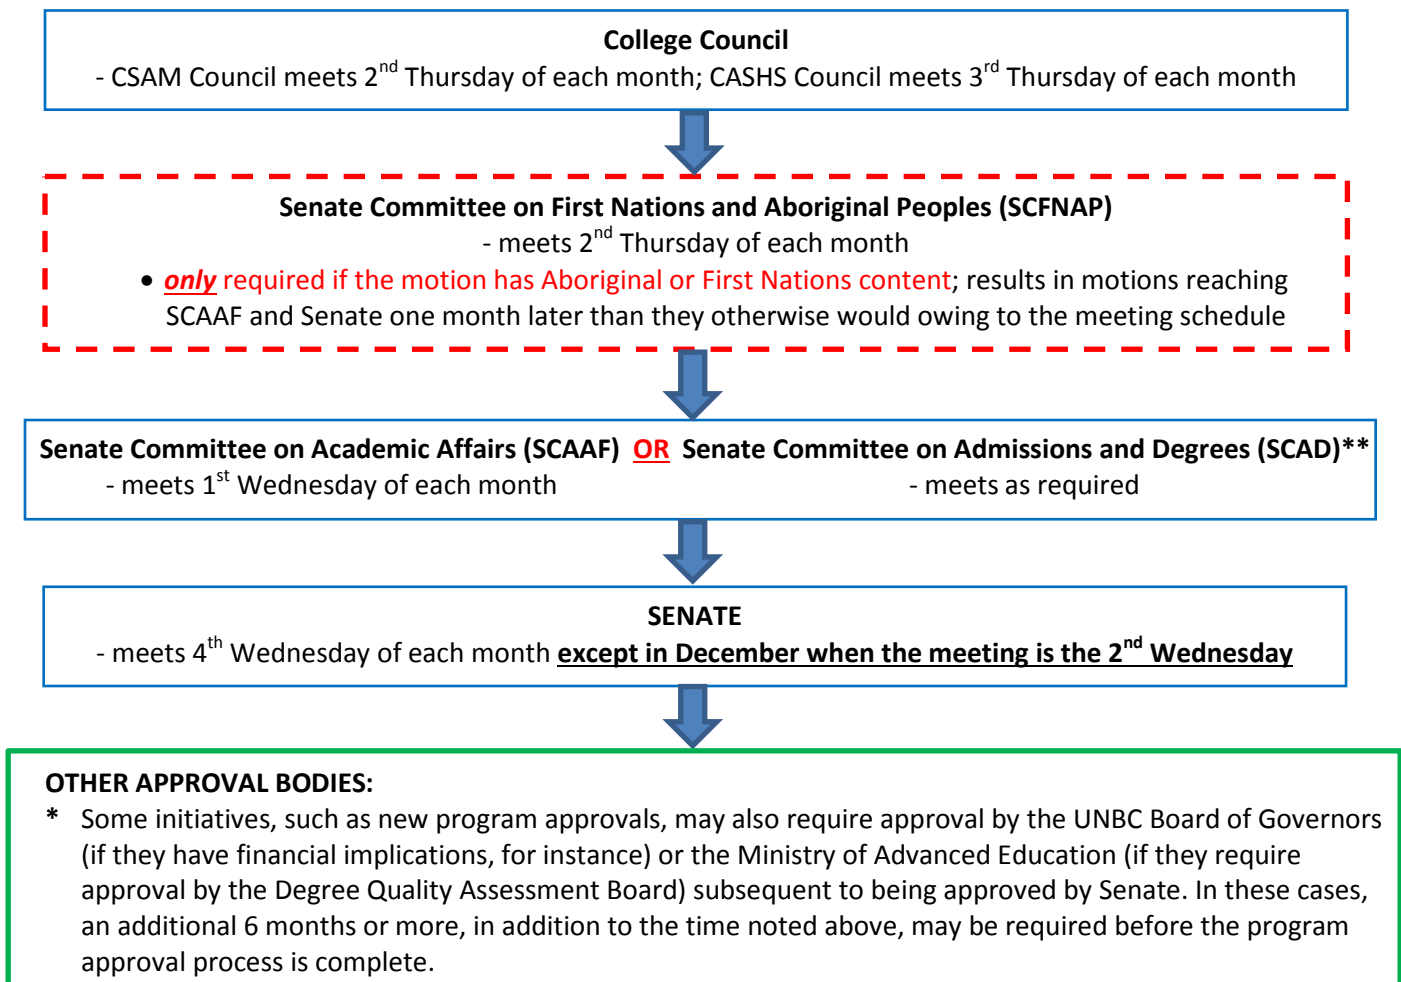 College Council
- CSAM Council meets 2nd Thursday of each month; CASHS Council meets 3rd Thursday of each month
Senate Committee on First Nations and Aboriginal Peoples (SCFNAP)
- meets 2nd Thursday of each month
• only required if the motion has Aboriginal or First Nations content; results in motions reaching
SCAAF and Senate one month later than they otherwise would owing to the meeting schedule
Senate Committee on Academic Affairs (SCAAF) OR Senate Committee on Admissions and Degrees (SCAD)**
- meets 1st Wednesday of each month - meets as required
SENATE
- meets 4th Wednesday of each month except in December when the meeting is the 2nd Wednesday
OTHER APPROVAL BODIES:
* Some initiatives, such as new program approvals, may also require approval by the UNBC Board of Governors
(if they have financial implications, for instance) or the Ministry of Advanced Education (if they require
approval by the Degree Quality Assessment Board) subsequent to being approved by Senate. In these cases,
an additional 6 months or more, in addition to the time noted above, may be required before the program
approval process is complete.